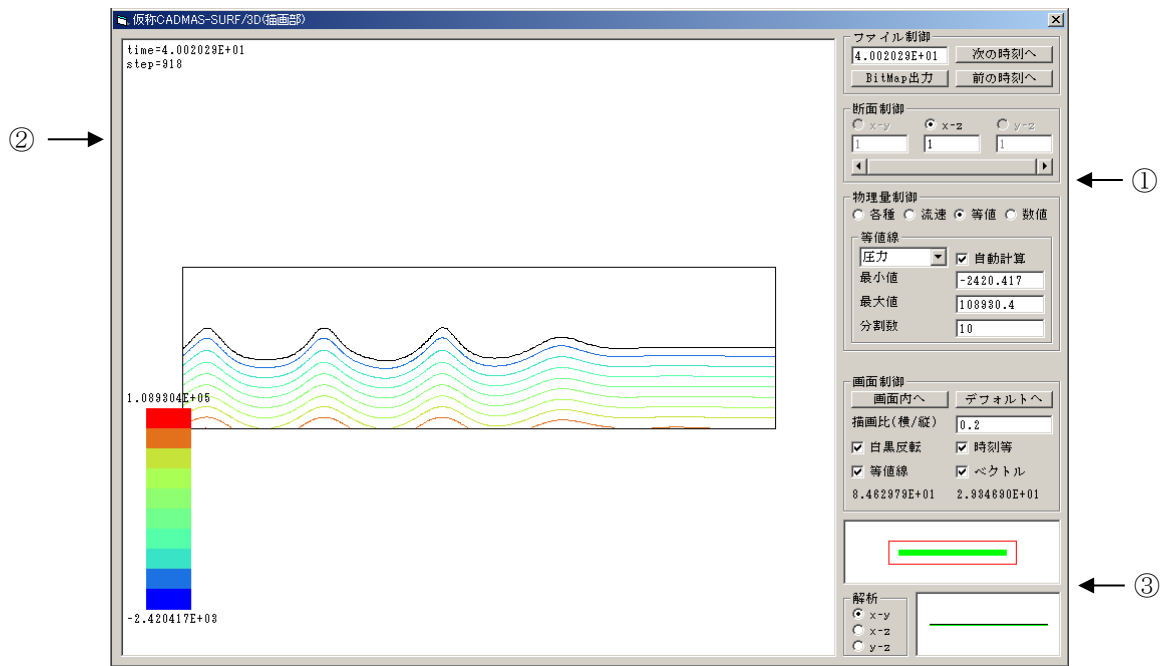 仮称CADMAS-SURF/3D(描画部)
time=4.002029E+01
step=918
1.089304E+05
-2.420417E+03
②
①
③
ファイル制御
4.002029E+01 次の時刻へ
BitMap出力 前の時刻へ
断面制御
x-y x-z y-z
1 1 1
物理量制御
各種 流速 等値 数値
等値線
圧力 自動計算
最小値 -2420.417
最大値 108930.4
分割数 10
画面制御
画面内へ デフォルトへ
描画比(横/縦) 0.2
白黒反転 時刻等
等値線 ベクトル
8.462979E+01 2.934690E+01
解析
x-y
x-z
y-z